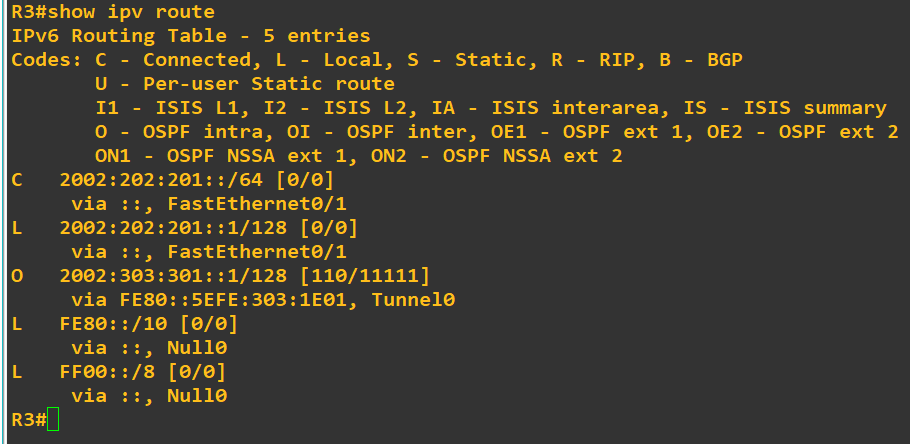 R3#show ipv route
IPv6 Routing Table - 5 entries
Codes: C - Connected, L - Local, S - Static, R - RIP, B - BGP
       U - Per-user Static route
       I1 - ISIS L1, I2 - ISIS L2, IA - ISIS interarea, IS - ISIS summary
       O - OSPF intra, OI - OSPF inter, OE1 - OSPF ext 1, OE2 - OSPF ext 2
       ON1 - OSPF NSSA ext 1, ON2 - OSPF NSSA ext 2
C   2002:202:201::/64 [0/0]
     via ::, FastEthernet0/1
L   2002:202:201::1/128 [0/0]
     via ::, FastEthernet0/1
O   2002:303:301::1/128 [110/11111]
     via FE80::5EFE:303:1E01, Tunnel0
L   FE80::/10 [0/0]
     via ::, Null0
L   FF00::/8 [0/0]
     via ::, Null0
R3#